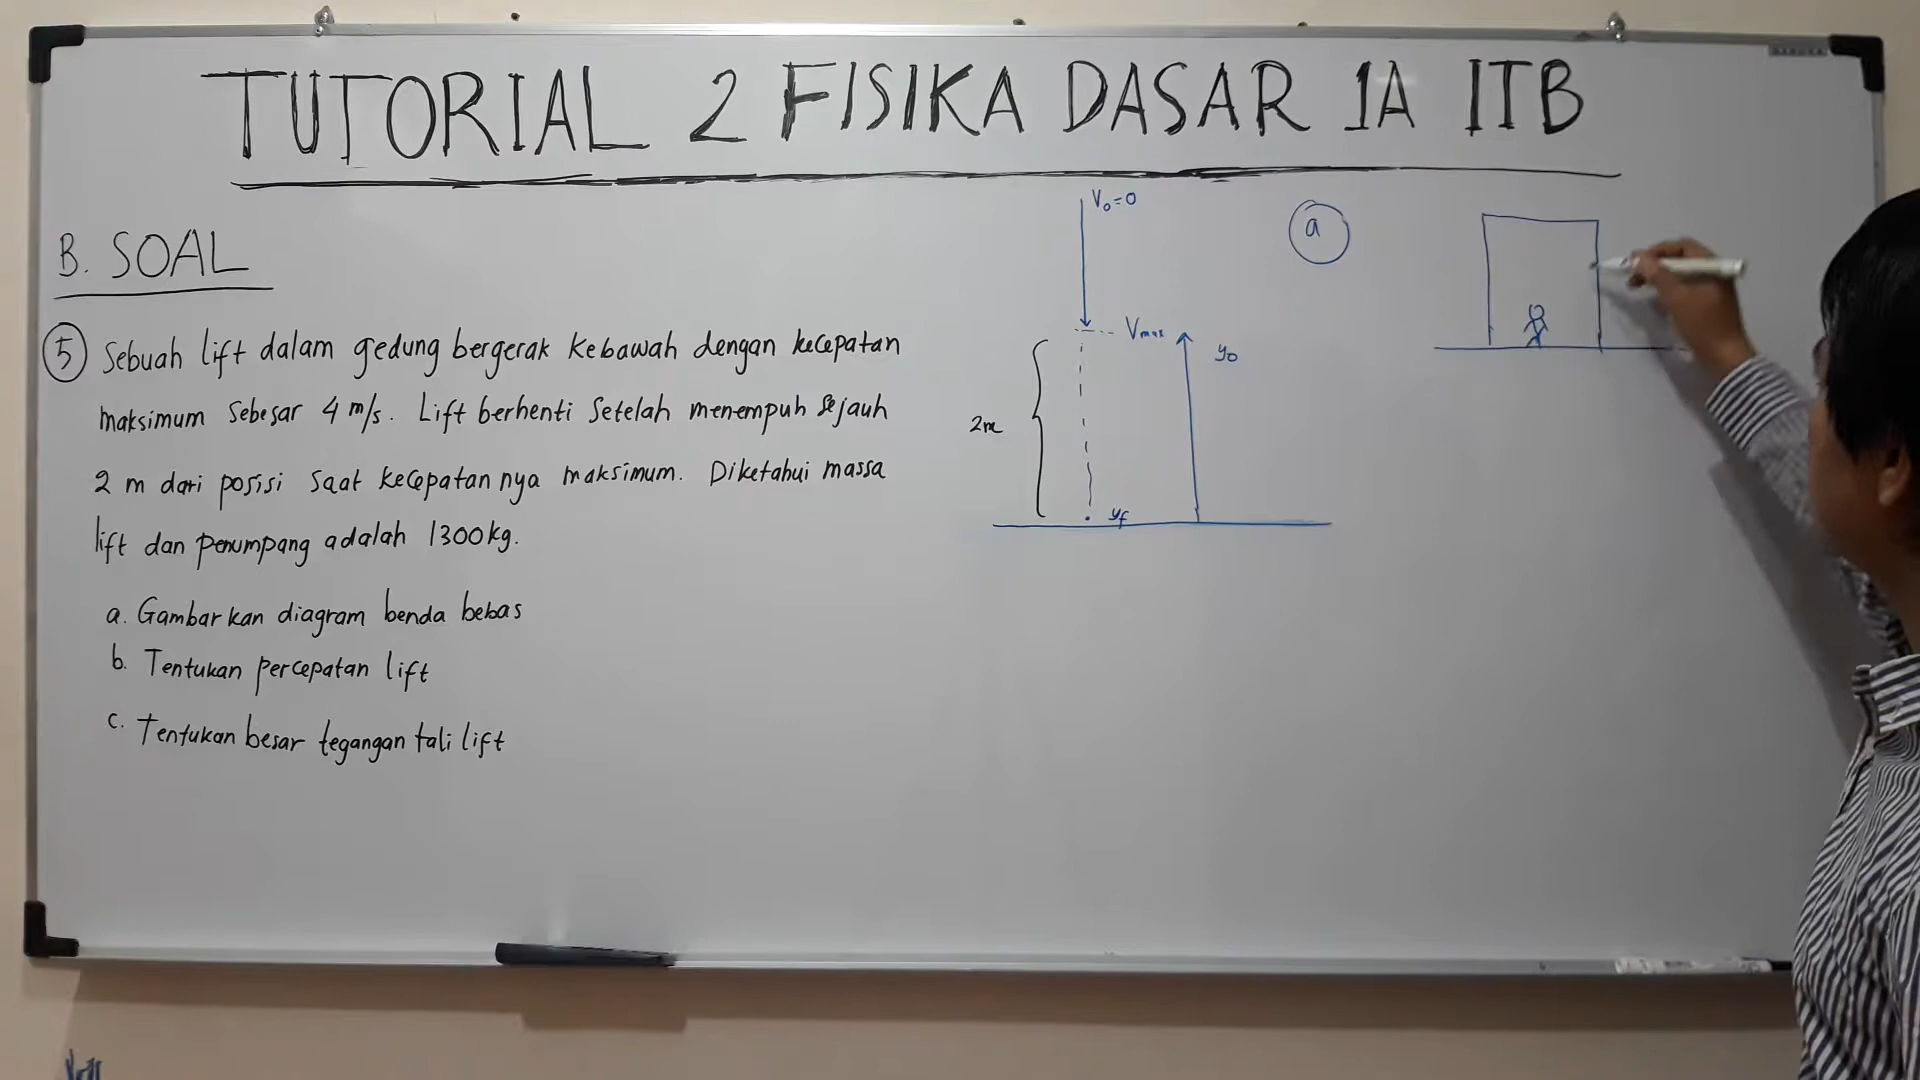 TUTORIAL 2 FISIKA DASAR 1A ITB
B. SOAL
5 Sebuah lift dalam gedung bergerak kebawah dengan kecepatan
maksimum sebesar 4 m/s. Lift berhenti setelah menempuh sejauh
2 m dari posisi saat kecepatannya maksimum. Diketahui massa
lift dan penumpang adalah 1300kg.
a. Gambarkan diagram benda bebas
b. Tentukan percepatan lift
c. Tentukan besar tegangan tali lift
V₀=0
Vmax
y₀
2m
yf
a